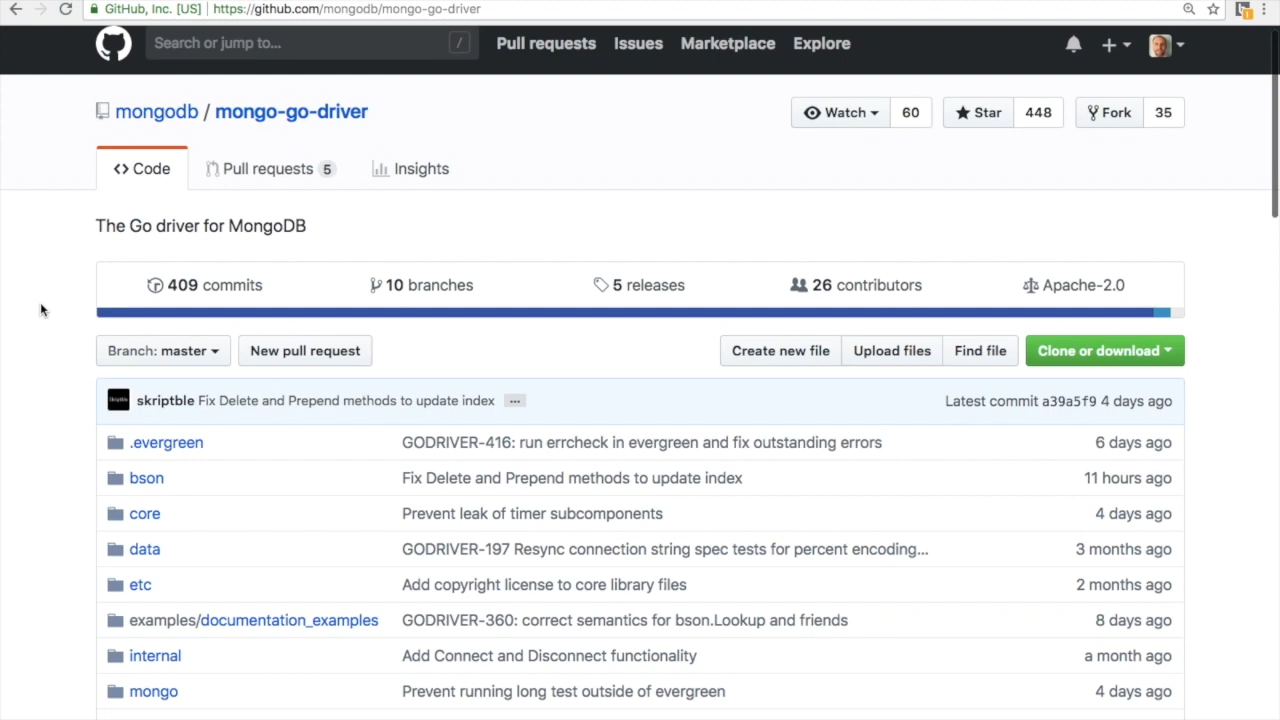 GitHub, Inc. [US] https://github.com/mongodb/mongo-go-driver
Search or jump to... / Pull requests Issues Marketplace Explore
mongodb / mongo-go-driver Watch 60 Star 448 Fork 35
Code Pull requests 5 Insights
The Go driver for MongoDB
409 commits 10 branches 5 releases 26 contributors Apache-2.0
Branch: master New pull request Create new file Upload files Find file Clone or download
skriptble Fix Delete and Prepend methods to update index ... Latest commit a39a5f9 4 days ago
.evergreen GODRIVER-416: run errcheck in evergreen and fix outstanding errors 6 days ago
bson Fix Delete and Prepend methods to update index 11 hours ago
core Prevent leak of timer subcomponents 4 days ago
data GODRIVER-197 Resync connection string spec tests for percent encoding... 3 months ago
etc Add copyright license to core library files 2 months ago
examples/documentation_examples GODRIVER-360: correct semantics for bson.Lookup and friends 8 days ago
internal Add Connect and Disconnect functionality a month ago
mongo Prevent running long test outside of evergreen 4 days ago